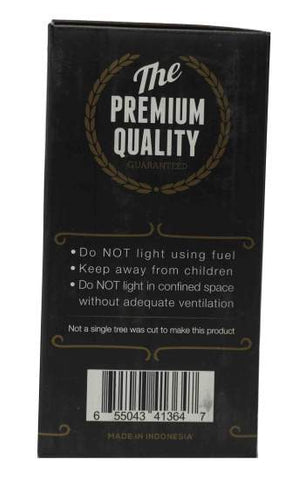 The
PREMIUM
QUALITY
GUARANTEED
• Do NOT light using fuel
• Keep away from children
• Do NOT light in confined space
without adequate ventilation
Not a single tree was cut to make this product
6 55043 41364 7
MADE IN INDONESIA